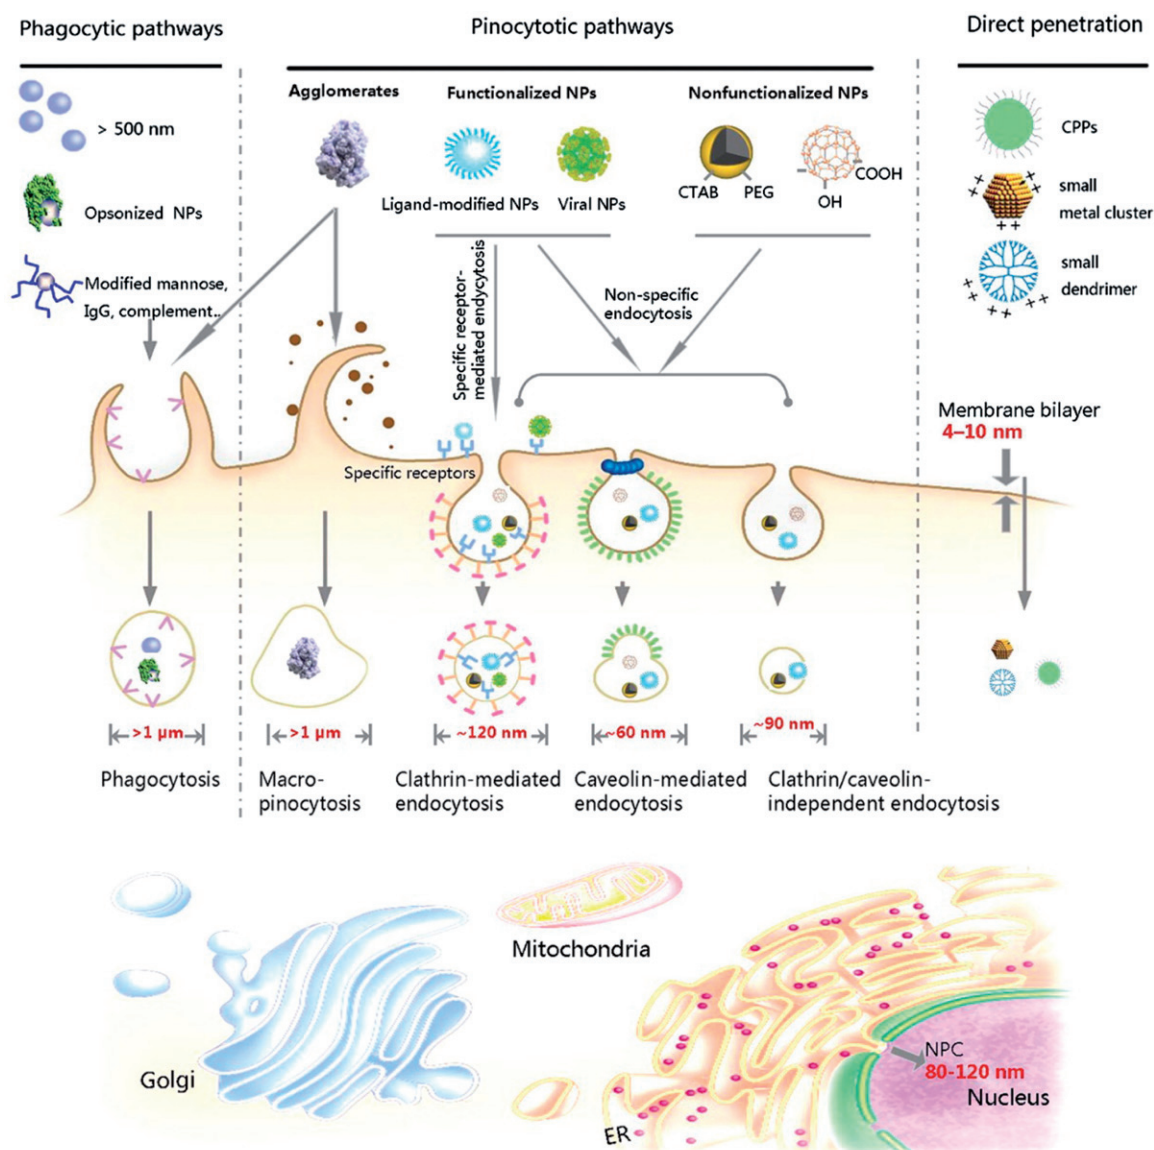 Phagocytic pathways
Pinocytotic pathways
Direct penetration
> 500 nm
Opsonized NPs
Modified mannose,
IgG, complement..
Agglomerates
Functionalized NPs
Nonfunctionalized NPs
Ligand-modified NPs
Viral NPs
CTAB
PEG
COOH
OH
CPPs
small
metal cluster
small
dendrimer
+ +
+ +
+ +
+ +
+
+
+ +
+ +
Specific receptor-
mediated endycytosis
Non-specific
endocytosis
Specific receptors
Membrane bilayer
4–10 nm
>1 μm
>1 μm
~120 nm
~60 nm
~90 nm
Phagocytosis
Macro-
pinocytosis
Clathrin-mediated
endocytosis
Caveolin-mediated
endocytosis
Clathrin/caveolin-
independent endocytosis
Mitochondria
Golgi
ER
NPC
80-120 nm
Nucleus